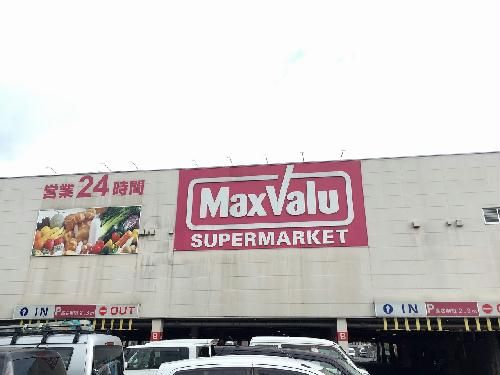 営業24時間
MaxValu
SUPERMARKET
IN
P
OUT
IN
P
B
B